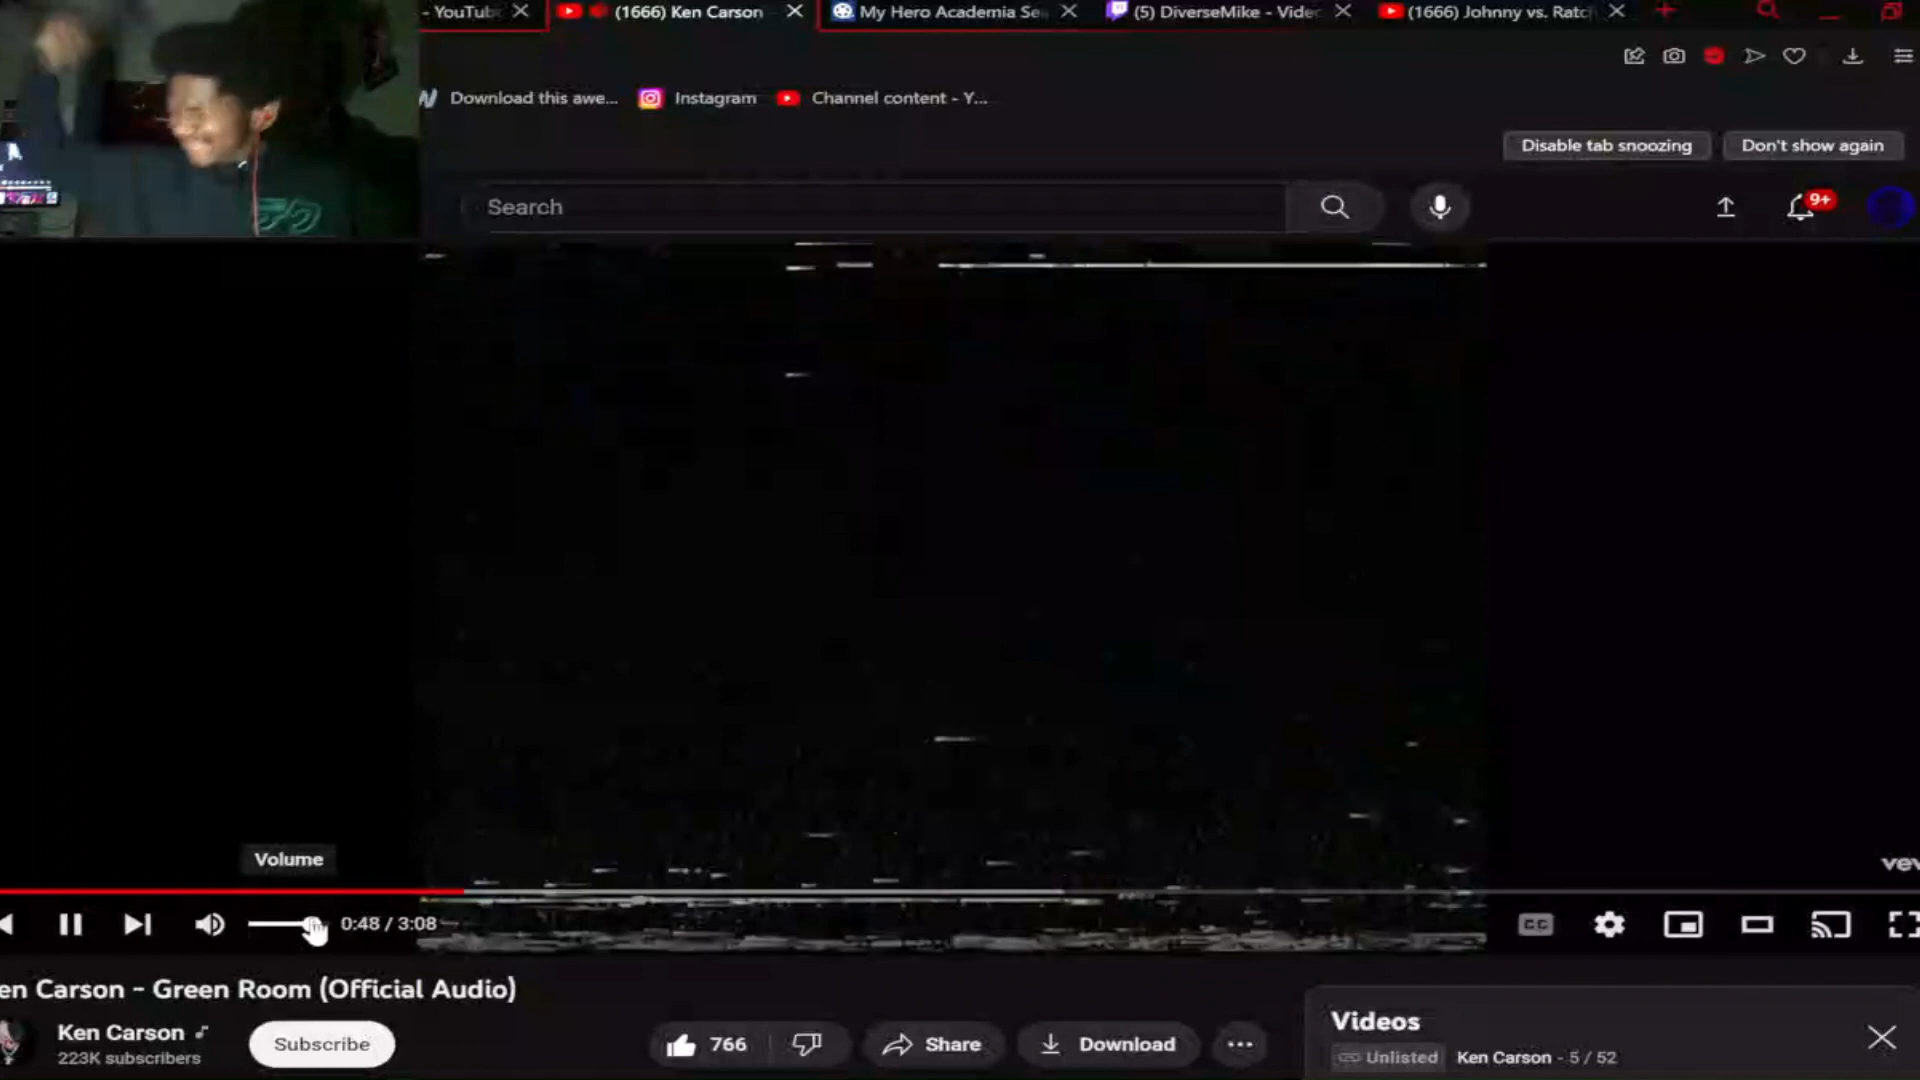 - YouTub
(1666) Ken Carson
My Hero Academia Se
(5) DiverseMike - Vide
(1666) Johnny vs. Ratc
Download this awe...
Instagram
Channel content - Y...
Disable tab snoozing
Don't show again
Search
9+
Volume
vev
0:48 / 3:08
CC
en Carson - Green Room (Official Audio)
Ken Carson
223K subscribers
Subscribe
766
Share
Download
Videos
Unlisted Ken Carson - 5 / 52